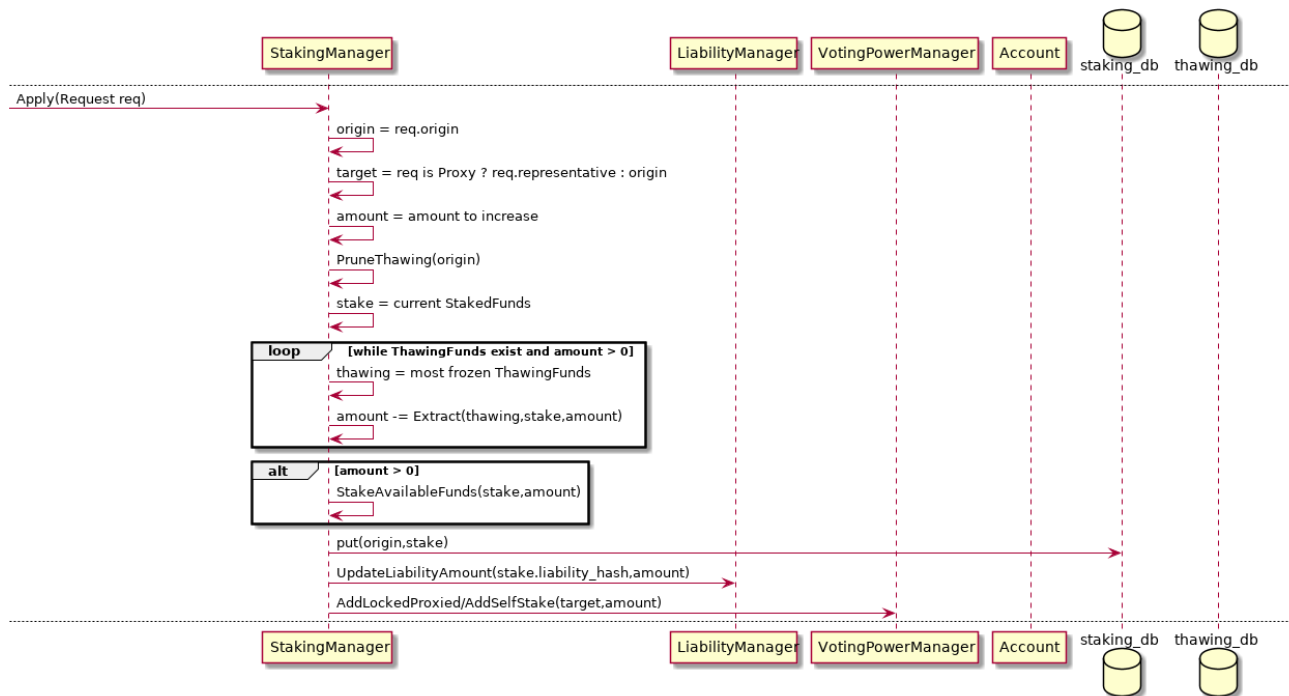 StakingManager LiabilityManager VotingPowerManager Account staking_db thawing_db
Apply(Request req)
origin = req.origin
target = req is Proxy ? req.representative : origin
amount = amount to increase
PruneThawing(origin)
stake = current StakedFunds
loop [while ThawingFunds exist and amount > 0]
thawing = most frozen ThawingFunds
amount -= Extract(thawing,stake,amount)
alt [amount > 0]
StakeAvailableFunds(stake,amount)
put(origin,stake)
UpdateLiabilityAmount(stake.liability_hash,amount)
AddLockedProxied/AddSelfStake(target,amount)
StakingManager LiabilityManager VotingPowerManager Account staking_db thawing_db